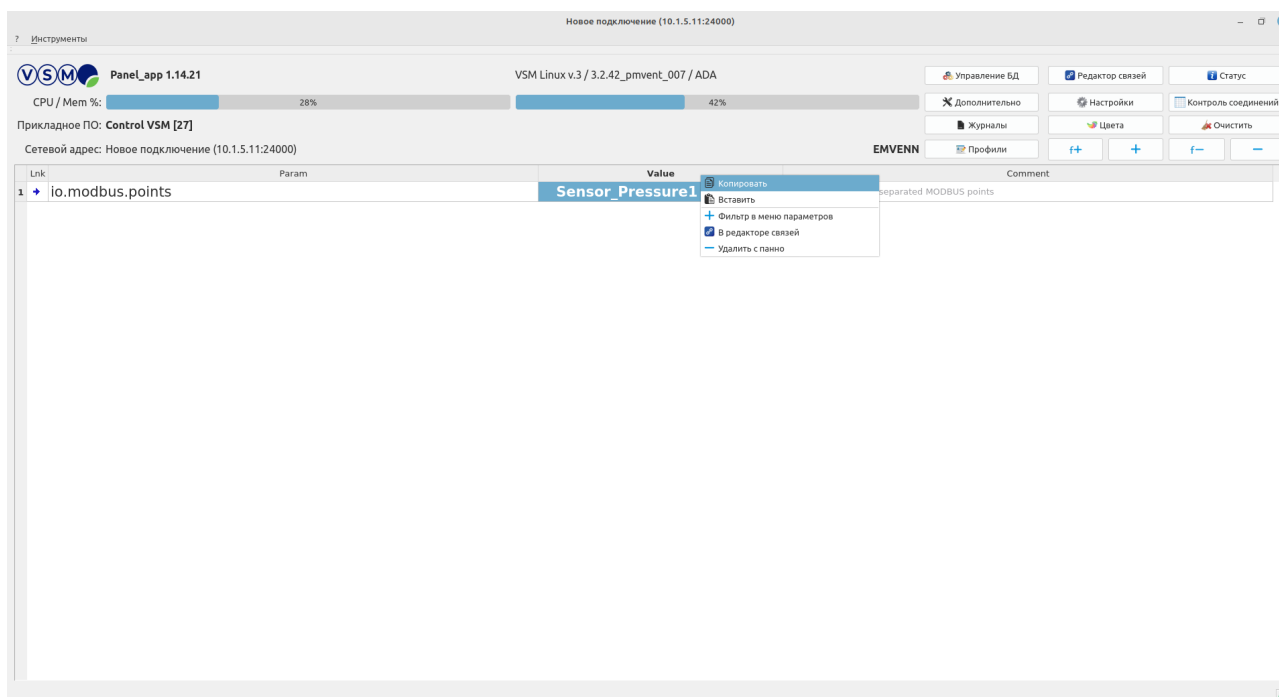 Новое подключение (10.1.5.11:24000)
? Инструменты
VSM Panel_app 1.14.21 VSM Linux v.3 / 3.2.42_pmvent_007 / ADA Управление БД Редактор связей Статус
CPU / Mem %: 28% 42% Дополнительно Настройки Контроль соединений
Прикладное ПО: Control VSM [27] Журналы Цвета Очистить
Сетевой адрес: Новое подключение (10.1.5.11:24000) EMVENN Профили f+ + f− −
Lnk Param Value Comment
1 io.modbus.points Sensor_Pressure1 separated MODBUS points
Копировать
Вставить
Фильтр в меню параметров
В редакторе связей
Удалить с панно